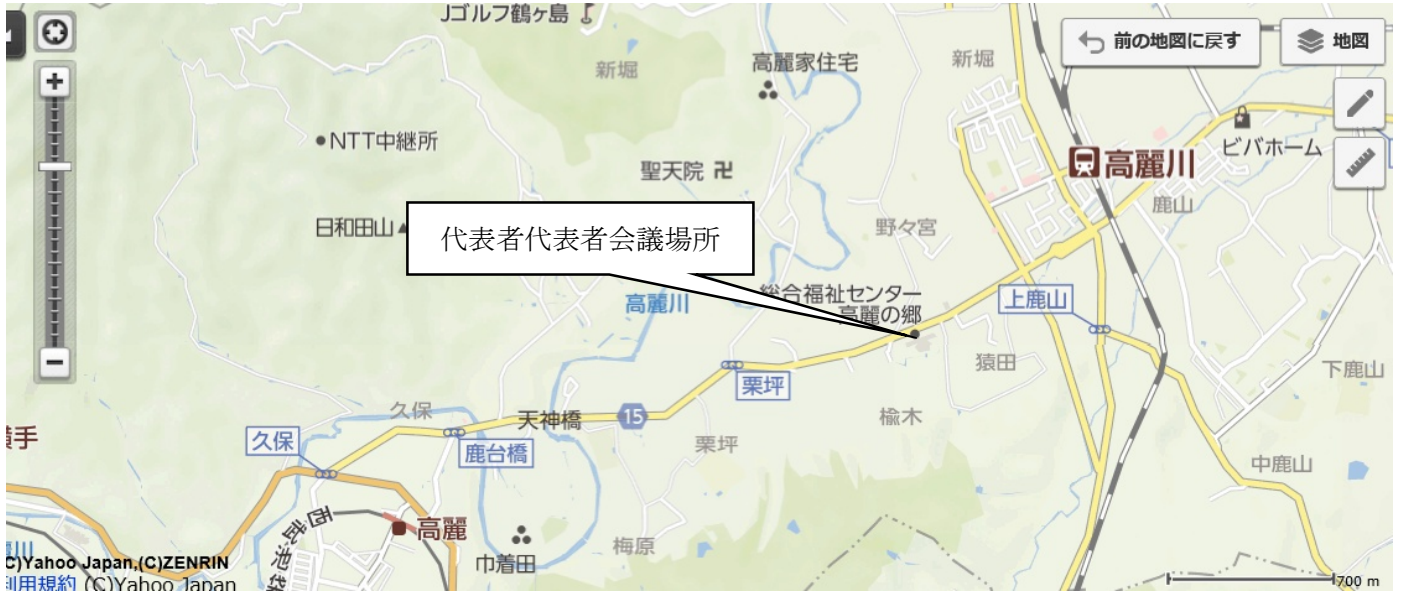 Jゴルフ鶴ヶ島
新堀
高麗家住宅
新堀
前の地図に戻す
地図
NTT中継所
聖天院
高麗川
ビバホーム
鹿山
日和田山
代表者代表者会議場所
野々宮
高麗川
総合福祉センター
高麗の郷
上鹿山
猿田
下鹿山
栗坪
久保
天神橋
15
楡木
久保
鹿台橋
栗坪
中鹿山
高麗
巾着田
梅原
C)Yahoo Japan,(C)ZENRIN
利用規約 (C)Yahoo Japan
700 m